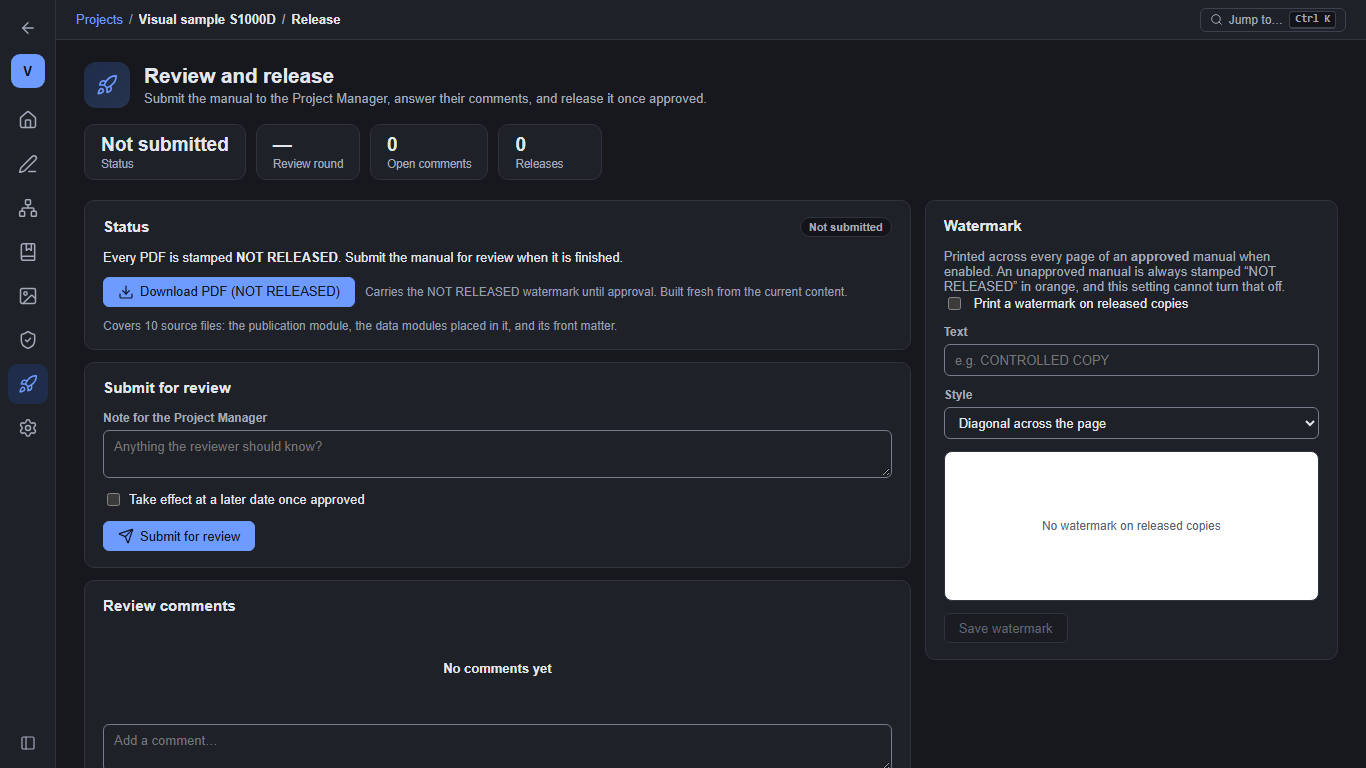 Projects / Visual sample S1000D / Release
Jump to... Ctrl K
V
Review and release
Submit the manual to the Project Manager, answer their comments, and release it once approved.
Not submitted
Status
—
Review round
0
Open comments
0
Releases
Status
Not submitted
Every PDF is stamped NOT RELEASED. Submit the manual for review when it is finished.
Download PDF (NOT RELEASED)
Carries the NOT RELEASED watermark until approval. Built fresh from the current content.
Covers 10 source files: the publication module, the data modules placed in it, and its front matter.
Submit for review
Note for the Project Manager
Anything the reviewer should know?
Take effect at a later date once approved
Submit for review
Review comments
No comments yet
Add a comment…
Watermark
Printed across every page of an approved manual when
enabled. An unapproved manual is always stamped “NOT
RELEASED” in orange, and this setting cannot turn that off.
Print a watermark on released copies
Text
e.g. CONTROLLED COPY
Style
Diagonal across the page
No watermark on released copies
Save watermark